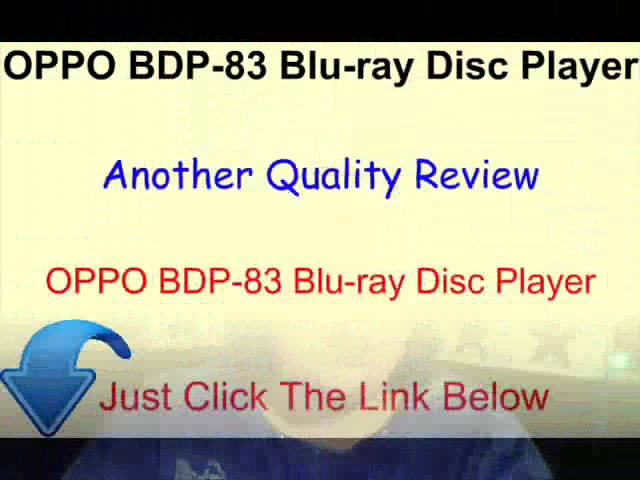 OPPO BDP-83 Blu-ray Disc Player
Another Quality Review
OPPO BDP-83 Blu-ray Disc Player
Just Click The Link Below